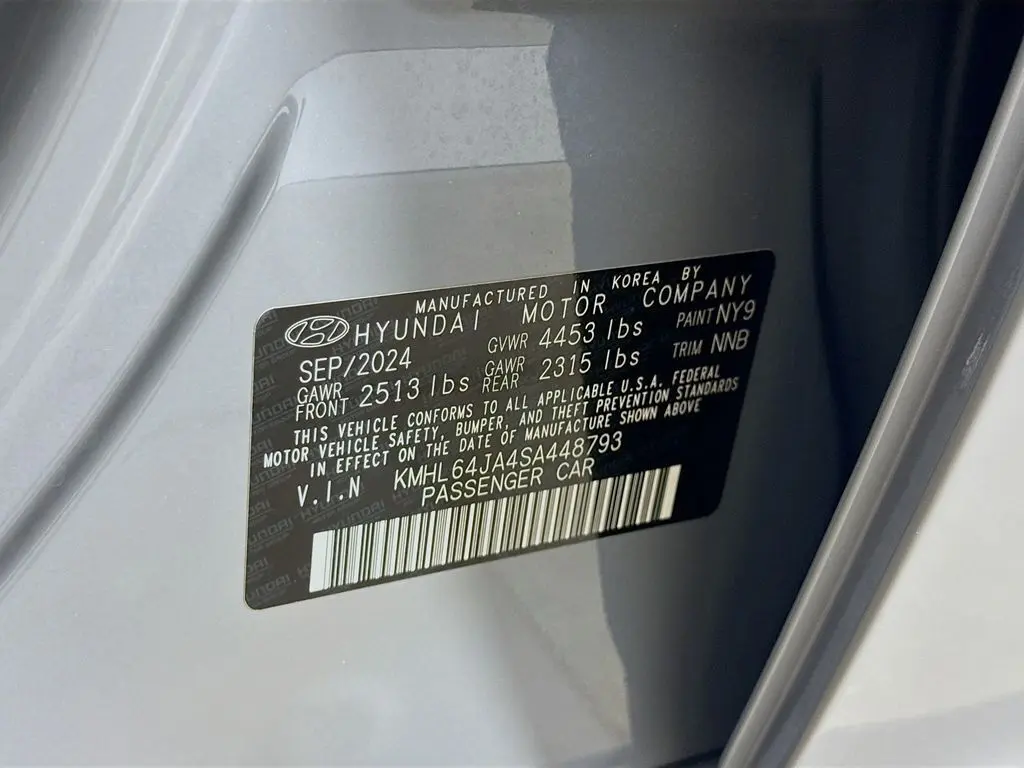 MANUFACTURED IN KOREA BY
HYUNDAI MOTOR COMPANY
SEP/2024 GVWR 4453 lbs PAINT NY9
GAWR FRONT 2513 lbs GAWR REAR 2315 lbs TRIM NNB
THIS VEHICLE CONFORMS TO ALL APPLICABLE U.S.A. FEDERAL
MOTOR VEHICLE SAFETY, BUMPER, AND THEFT PREVENTION STANDARDS
IN EFFECT ON THE DATE OF MANUFACTURE SHOWN ABOVE
V.I.N KMHL64JA4SA448793
PASSENGER CAR